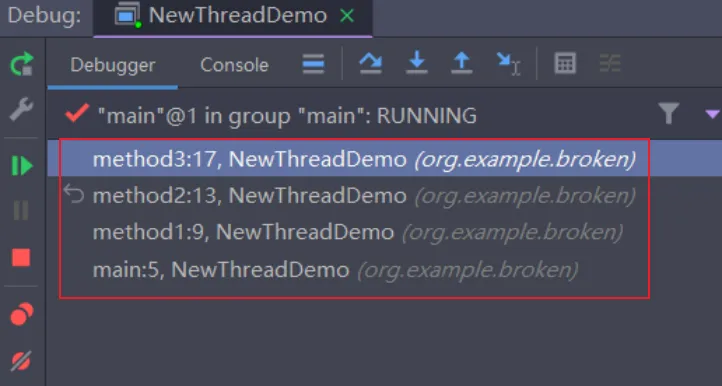 Debug: NewThreadDemo ×
Debugger Console
"main"@1 in group "main": RUNNING
method3:17, NewThreadDemo (org.example.broken)
method2:13, NewThreadDemo (org.example.broken)
method1:9, NewThreadDemo (org.example.broken)
main:5, NewThreadDemo (org.example.broken)